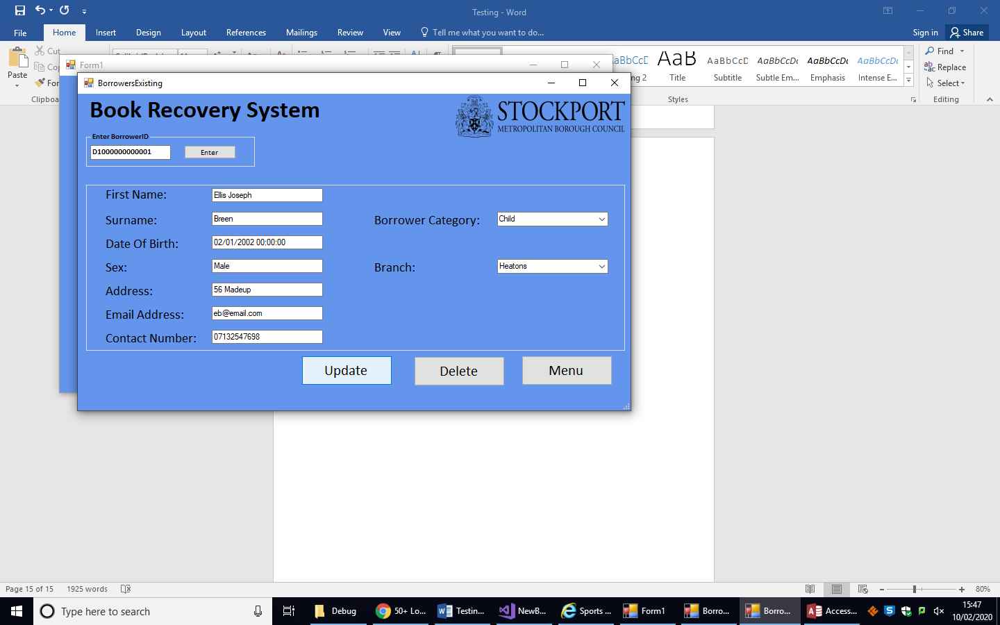 Testing - Word
File Home Insert Design Layout References Mailings Review View Tell me what you want to do... Sign in Share
Cut
Paste
Clipboa
Form1
AaB AaBbCcD AaBbCcDc AaBbCcDc AaBbCcDc
ng 2 Title Subtitle Subtle Em... Emphasis Intense E...
Styles
Find
Replace
Select
Editing
BorrowersExisting
Book Recovery System
STOCKPORT
METROPOLITAN BOROUGH COUNCIL
Enter BorrowerID
D1000000000001 Enter
First Name: Ellis Joseph
Surname: Breen Borrower Category: Child
Date Of Birth: 02/01/2002 00:00:00
Sex: Male Branch: Heatons
Address: 56 Madeup
Email Address: eb@email.com
Contact Number: 07132547698
Update Delete Menu
Page 15 of 15 1925 words 80%
Type here to search Debug 50+ Lo... Testin... NewB... Sports ... Form1 Borro... Borro... Access... 15:47
10/02/2020